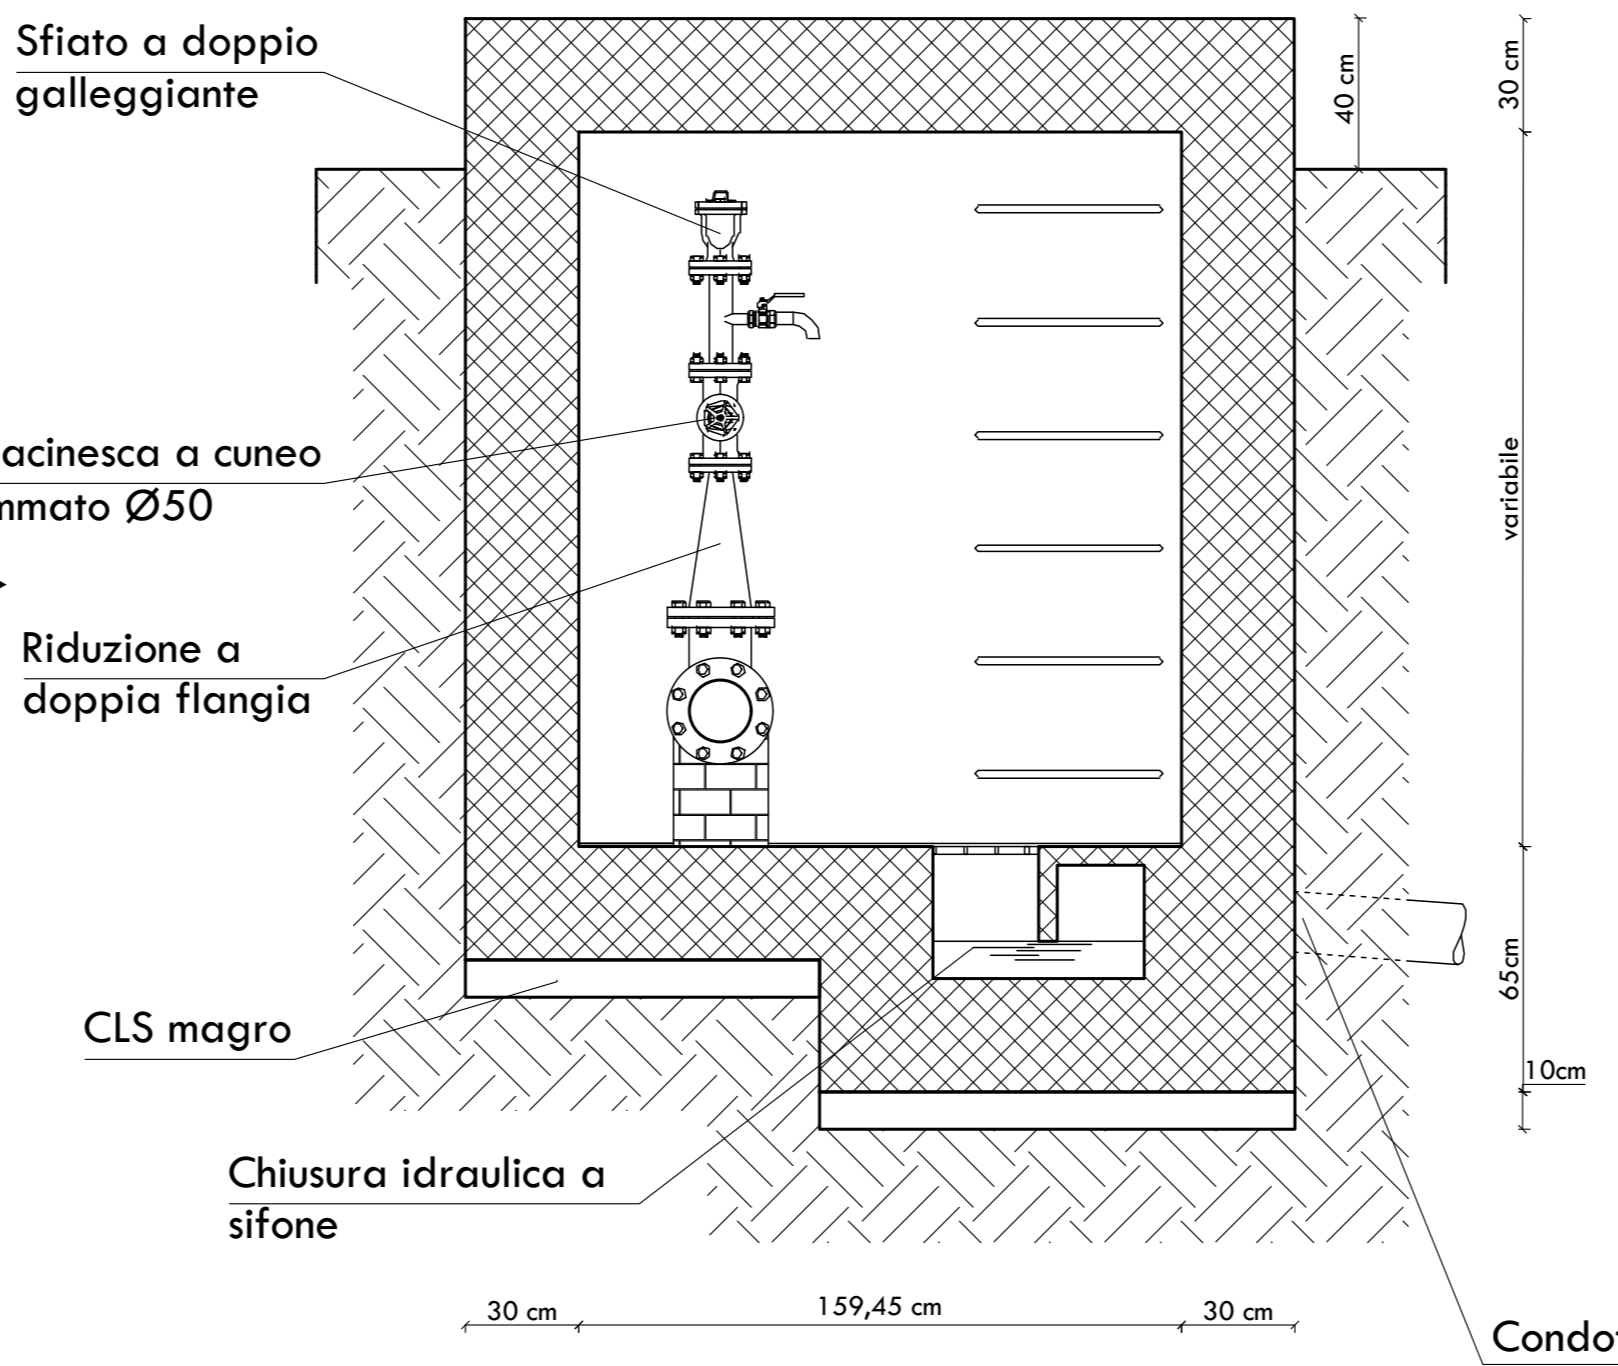 Sfiato a doppio
galleggiante
40 cm
30 cm
acinesca a cuneo
mmato Ø50
variabile
Riduzione a
doppia flangia
65cm
CLS magro
10cm
Chiusura idraulica a
sifone
30 cm
159,45 cm
30 cm
Condot